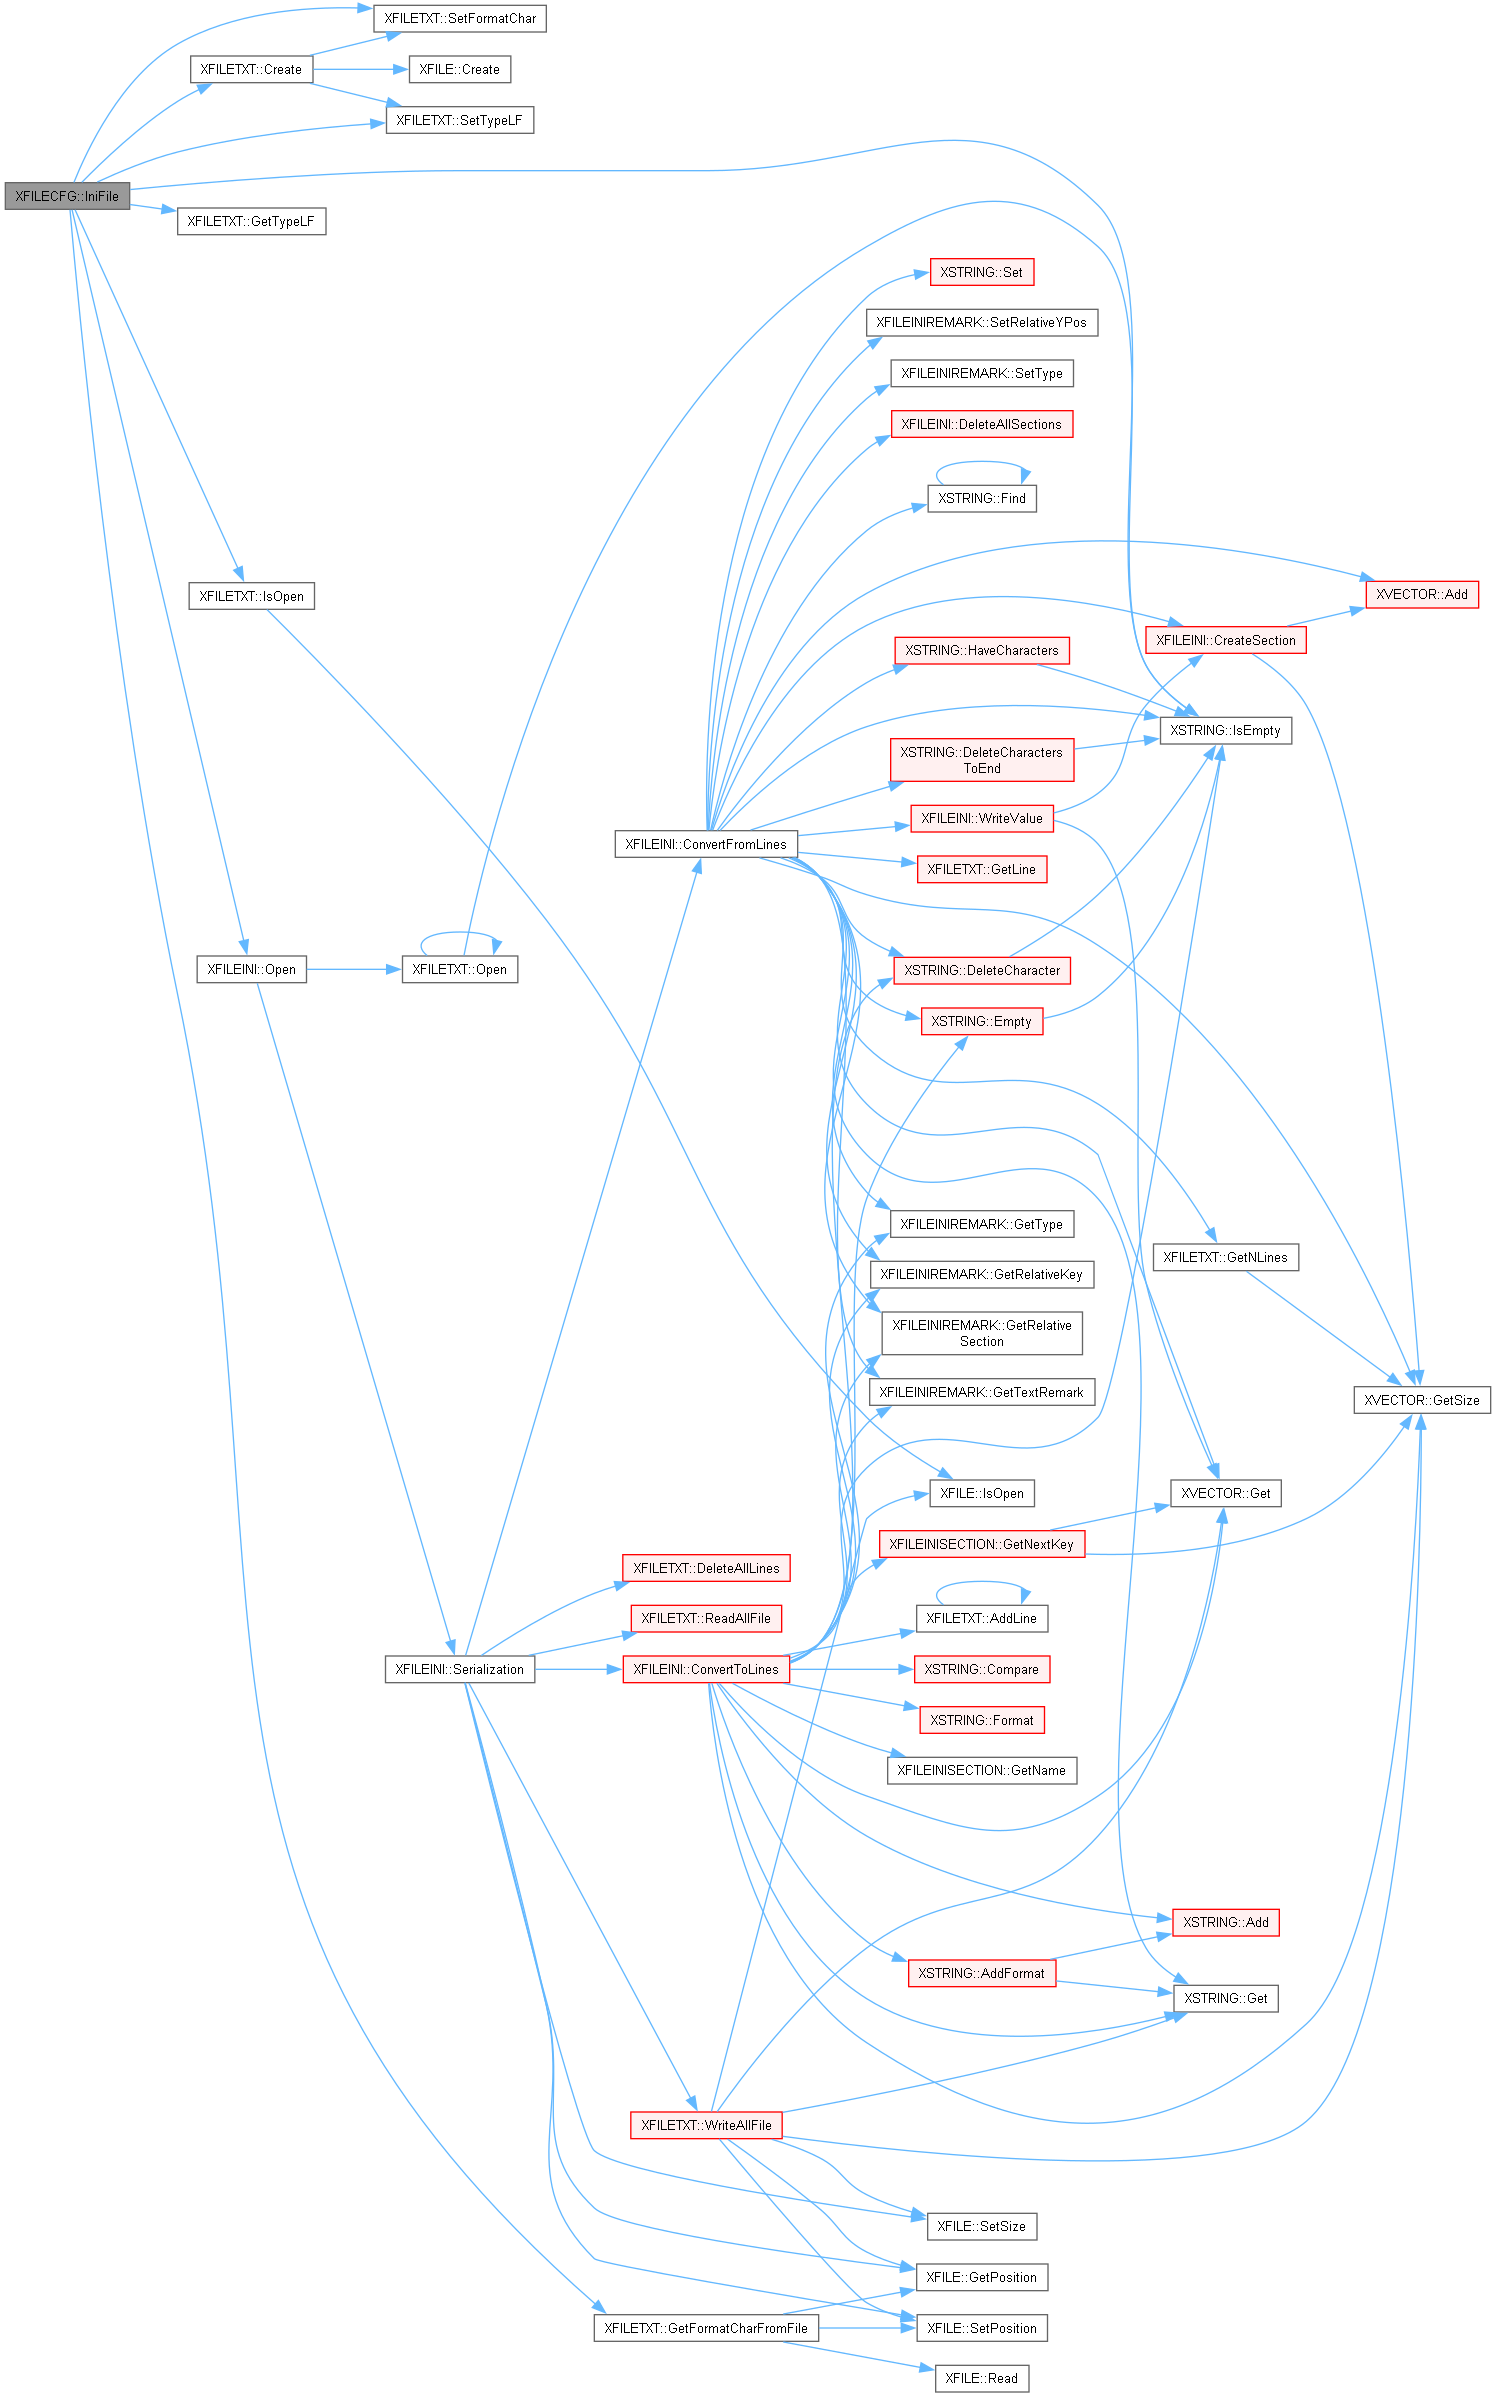 XFILETXT::SetFormatChar
XFILETXT::Create
XFILE::Create
XFILETXT::SetTypeLF
XFILECFG::IniFile
XFILETXT::GetTypeLF
XSTRING::Set
XFILEINIREMARK::SetRelativeYPos
XFILEINIREMARK::SetType
XFILEINI::DeleteAllSections
XSTRING::Find
XFILETXT::IsOpen
XVECTOR::Add
XFILEINI::CreateSection
XSTRING::HaveCharacters
XSTRING::IsEmpty
XSTRING::DeleteCharacters
ToEnd
XFILEINI::WriteValue
XFILEINI::ConvertFromLines
XFILETXT::GetLine
XFILEINI::Open
XFILETXT::Open
XSTRING::DeleteCharacter
XSTRING::Empty
XFILEINIREMARK::GetType
XFILETXT::GetNLines
XFILEINIREMARK::GetRelativeKey
XFILEINIREMARK::GetRelative
Section
XFILEINIREMARK::GetTextRemark
XVECTOR::GetSize
XFILE::IsOpen
XVECTOR::Get
XFILEINISECTION::GetNextKey
XFILETXT::DeleteAllLines
XFILETXT::ReadAllFile
XFILETXT::AddLine
XFILEINI::Serialization
XFILEINI::ConvertToLines
XSTRING::Compare
XSTRING::Format
XFILEINISECTION::GetName
XSTRING::Add
XSTRING::AddFormat
XSTRING::Get
XFILETXT::WriteAllFile
XFILE::SetSize
XFILE::GetPosition
XFILETXT::GetFormatCharFromFile
XFILE::SetPosition
XFILE::Read